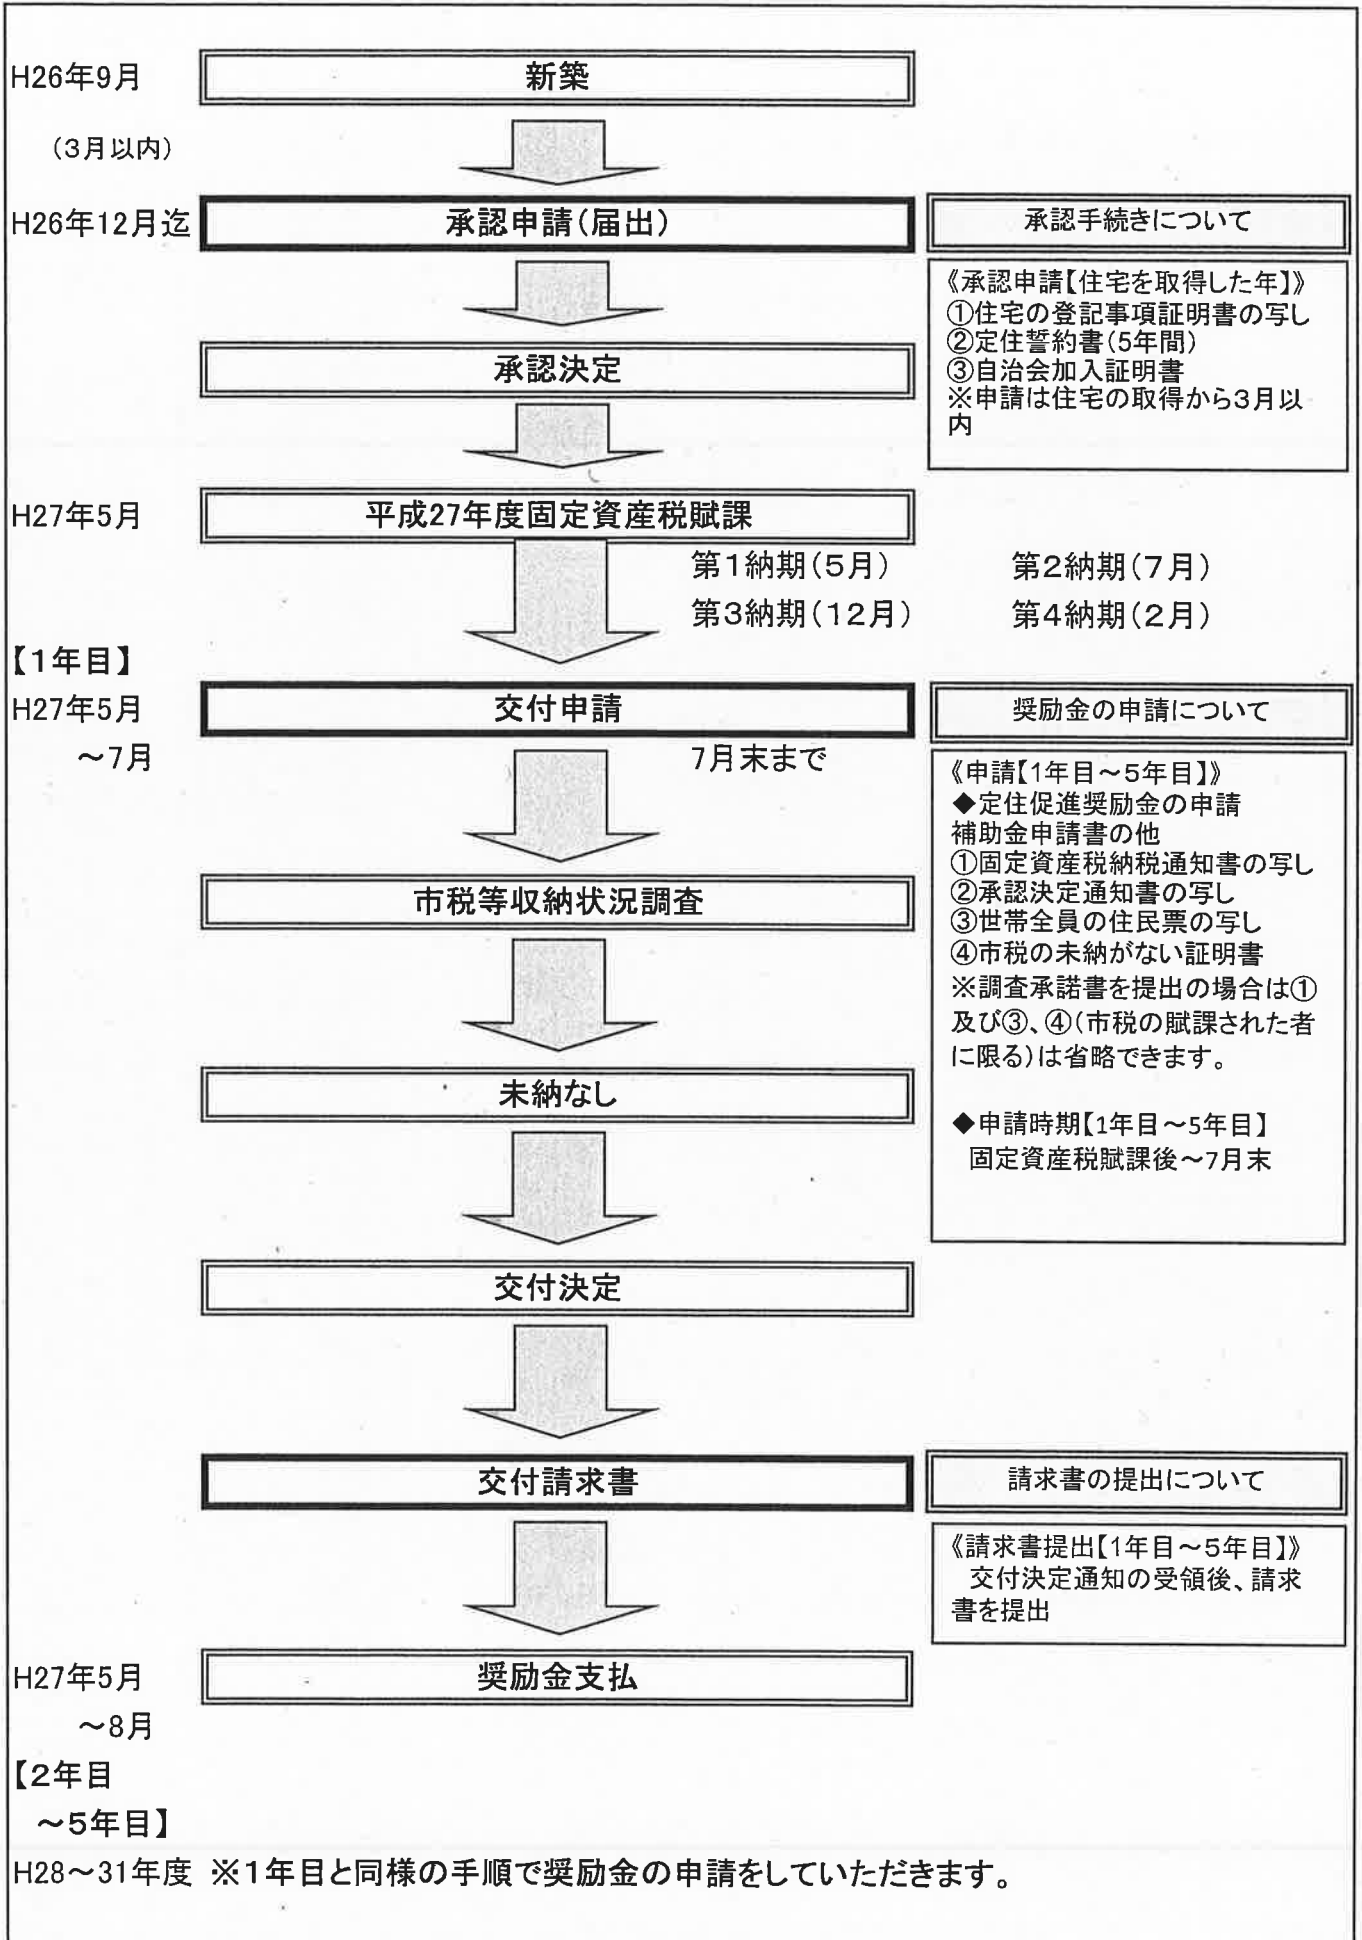 H26年9月
新築
（3月以内）
H26年12月迄
承認申請（届出）
承認手続きについて
《承認申請【住宅を取得した年】》
①住宅の登記事項証明書の写し
②定住誓約書（5年間）
③自治会加入証明書
※申請は住宅の取得から3月以
内
承認決定
H27年5月
平成27年度固定資産税賦課
第1納期（5月）
第2納期（7月）
第3納期（12月）
第4納期（2月）
【1年目】
H27年5月
～7月
交付申請
7月末まで
奨励金の申請について
《申請【1年目～5年目】》
◆定住促進奨励金の申請
補助金申請書の他
①固定資産税納税通知書の写し
②承認決定通知書の写し
③世帯全員の住民票の写し
④市税の未納がない証明書
※調査承諾書を提出の場合は①
及び③、④（市税の賦課された者
に限る）は省略できます。
◆申請時期【1年目～5年目】
固定資産税賦課後～7月末
市税等収納状況調査
未納なし
交付決定
交付請求書
請求書の提出について
《請求書提出【1年目～5年目】》
交付決定通知の受領後、請求
書を提出
H27年5月
～8月
奨励金支払
【2年目
～5年目】
H28～31年度 ※1年目と同様の手順で奨励金の申請をしていただきます。